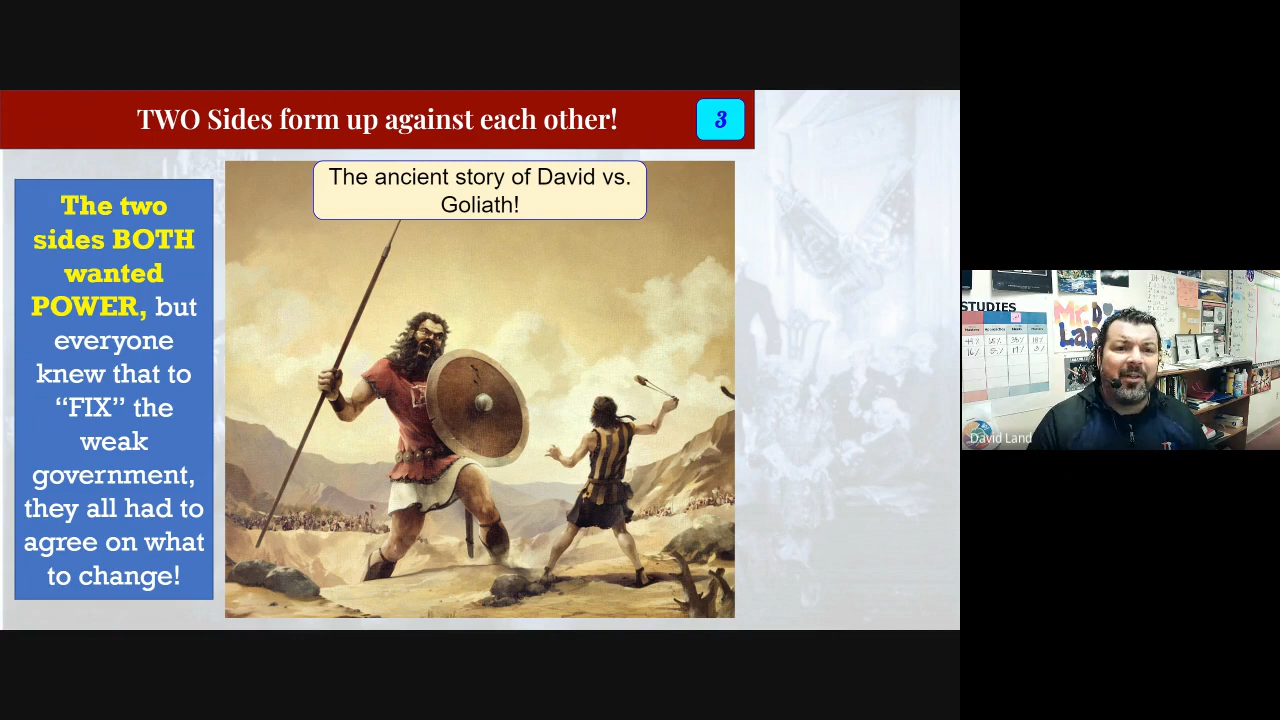 TWO Sides form up against each other!
3
The ancient story of David vs.
Goliath!
The two
sides BOTH
wanted
POWER, but
everyone
knew that to
“FIX” the
weak
government,
they all had to
agree on what
to change!
STUDIES
Mr. D
Lan
David Land